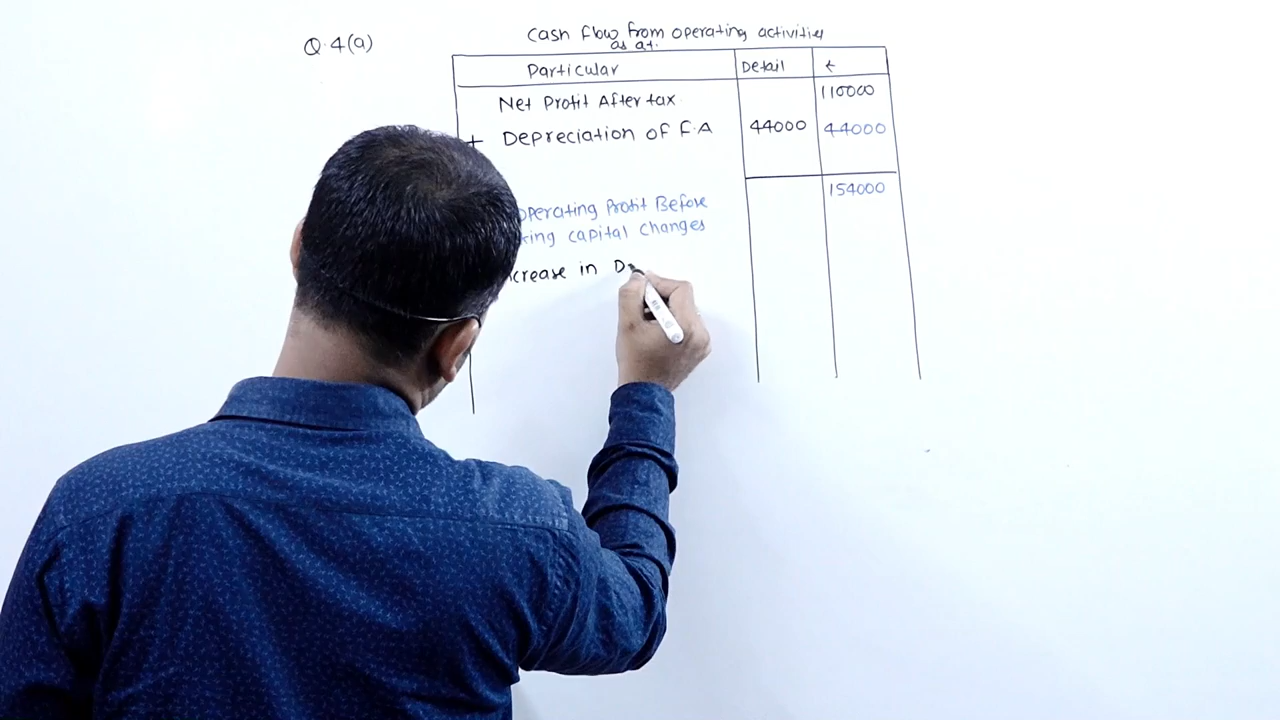 Q.4(a)
Cash flow from operating activities
as at.
Particular Detail ₹
Net Profit After tax 110000
+ Depreciation of F.A 44000 44000
154000
operating Profit Before
capital changes
in